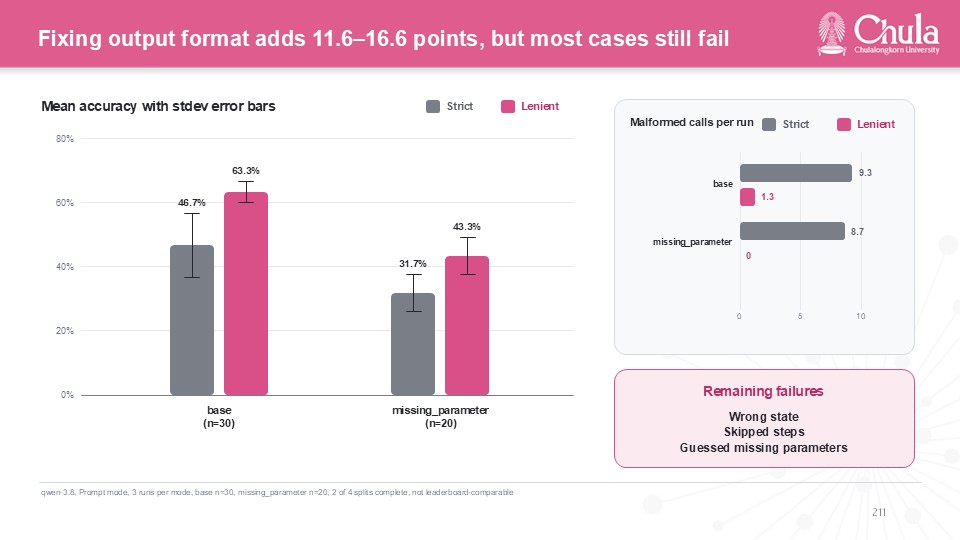 Fixing output format adds 11.6–16.6 points, but most cases still fail
Chula
Chulalongkorn University
Mean accuracy with stdev error bars
Strict
Lenient
80%
60%
40%
20%
0%
46.7%
63.3%
31.7%
43.3%
base
(n=30)
missing_parameter
(n=20)
Malformed calls per run
Strict
Lenient
base
9.3
1.3
missing_parameter
8.7
0
0 5 10
Remaining failures
Wrong state
Skipped steps
Guessed missing parameters
qwen-3.8, Prompt mode, 3 runs per mode, base n=30, missing_parameter n=20, 2 of 4 splits complete, not leaderboard-comparable
211